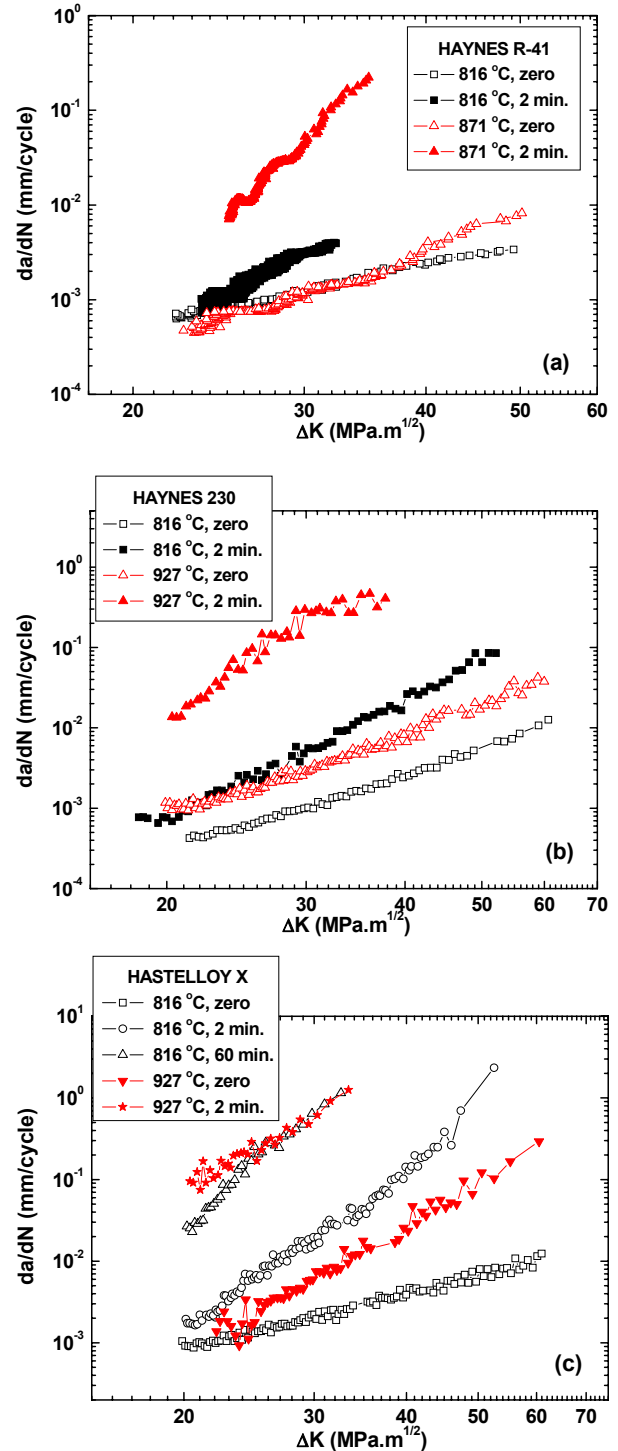 10^0
10^-1
10^-2
10^-3
10^-4
da/dN (mm/cycle)
HAYNES R-41
816 °C, zero
816 °C, 2 min.
871 °C, zero
871 °C, 2 min.
(a)
20 30 40 50 60
ΔK (MPa.m^1/2)
HAYNES 230
816 °C, zero
816 °C, 2 min.
927 °C, zero
927 °C, 2 min.
10^0
10^-1
10^-2
10^-3
10^-4
da/dN (mm/cycle)
(b)
20 30 40 50 60 70
ΔK (MPa.m^1/2)
HASTELLOY X
816 °C, zero
816 °C, 2 min.
816 °C, 60 min.
927 °C, zero
927 °C, 2 min.
10^1
10^0
10^-1
10^-2
10^-3
da/dN (mm/cycle)
(c)
20 30 40 50 60 70
ΔK (MPa.m^1/2)